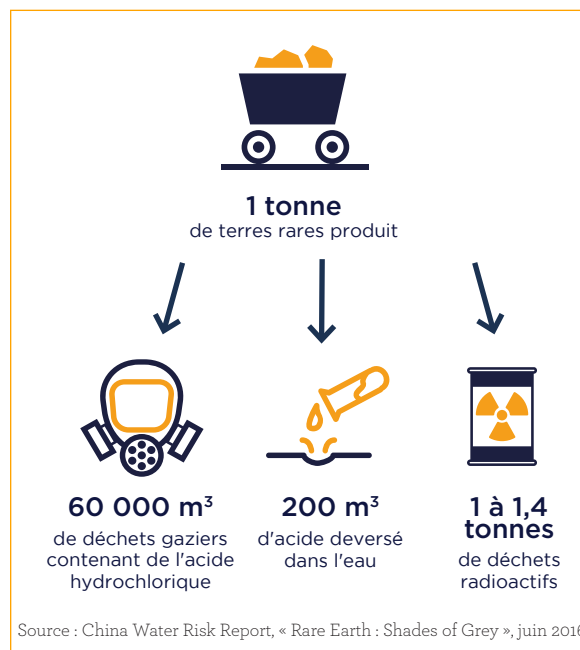 1 tonne
de terres rares produit
60 000 m³
de déchets gaziers
contenant de l'acide
hydrochlorique
200 m³
d'acide deversé
dans l'eau
1 à 1,4
tonnes
de déchets
radioactifs
Source : China Water Risk Report, « Rare Earth : Shades of Grey », juin 2016